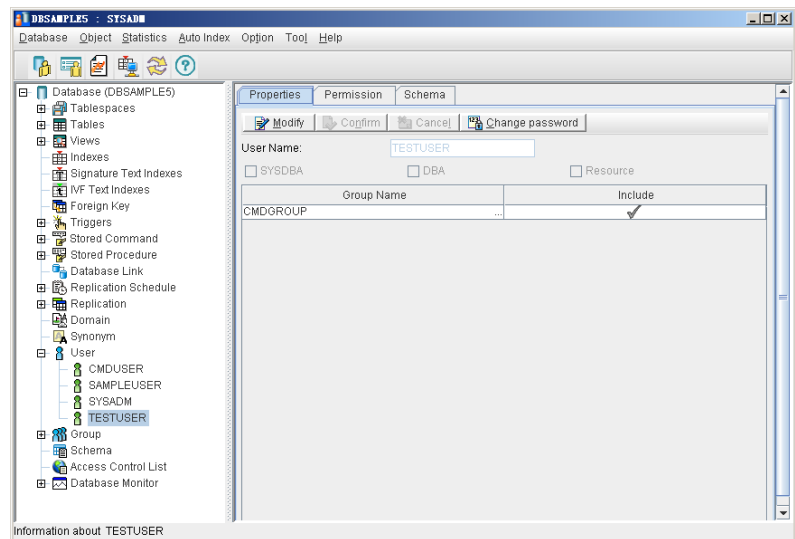 DBSAMPLE5 : SYSADM
Database Object Statistics Auto Index Option Tool Help
Database (DBSAMPLE5)
Tablespaces
Tables
Views
Indexes
Signature Text Indexes
IVF Text Indexes
Foreign Key
Triggers
Stored Command
Stored Procedure
Database Link
Replication Schedule
Replication
Domain
Synonym
User
CMDUSER
SAMPLEUSER
SYSADM
TESTUSER
Group
Schema
Access Control List
Database Monitor
Properties Permission Schema
Modify Confirm Cancel Change password
User Name: TESTUSER
SYSDBA DBA Resource
Group Name Include
CMDGROUP ...
Information about TESTUSER